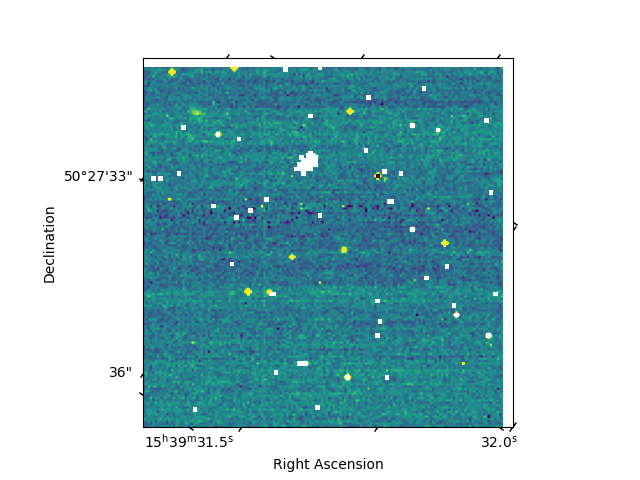 50°27'33"
Declination
36"
15ʰ39ᵐ31.5ˢ
32.0ˢ
Right Ascension